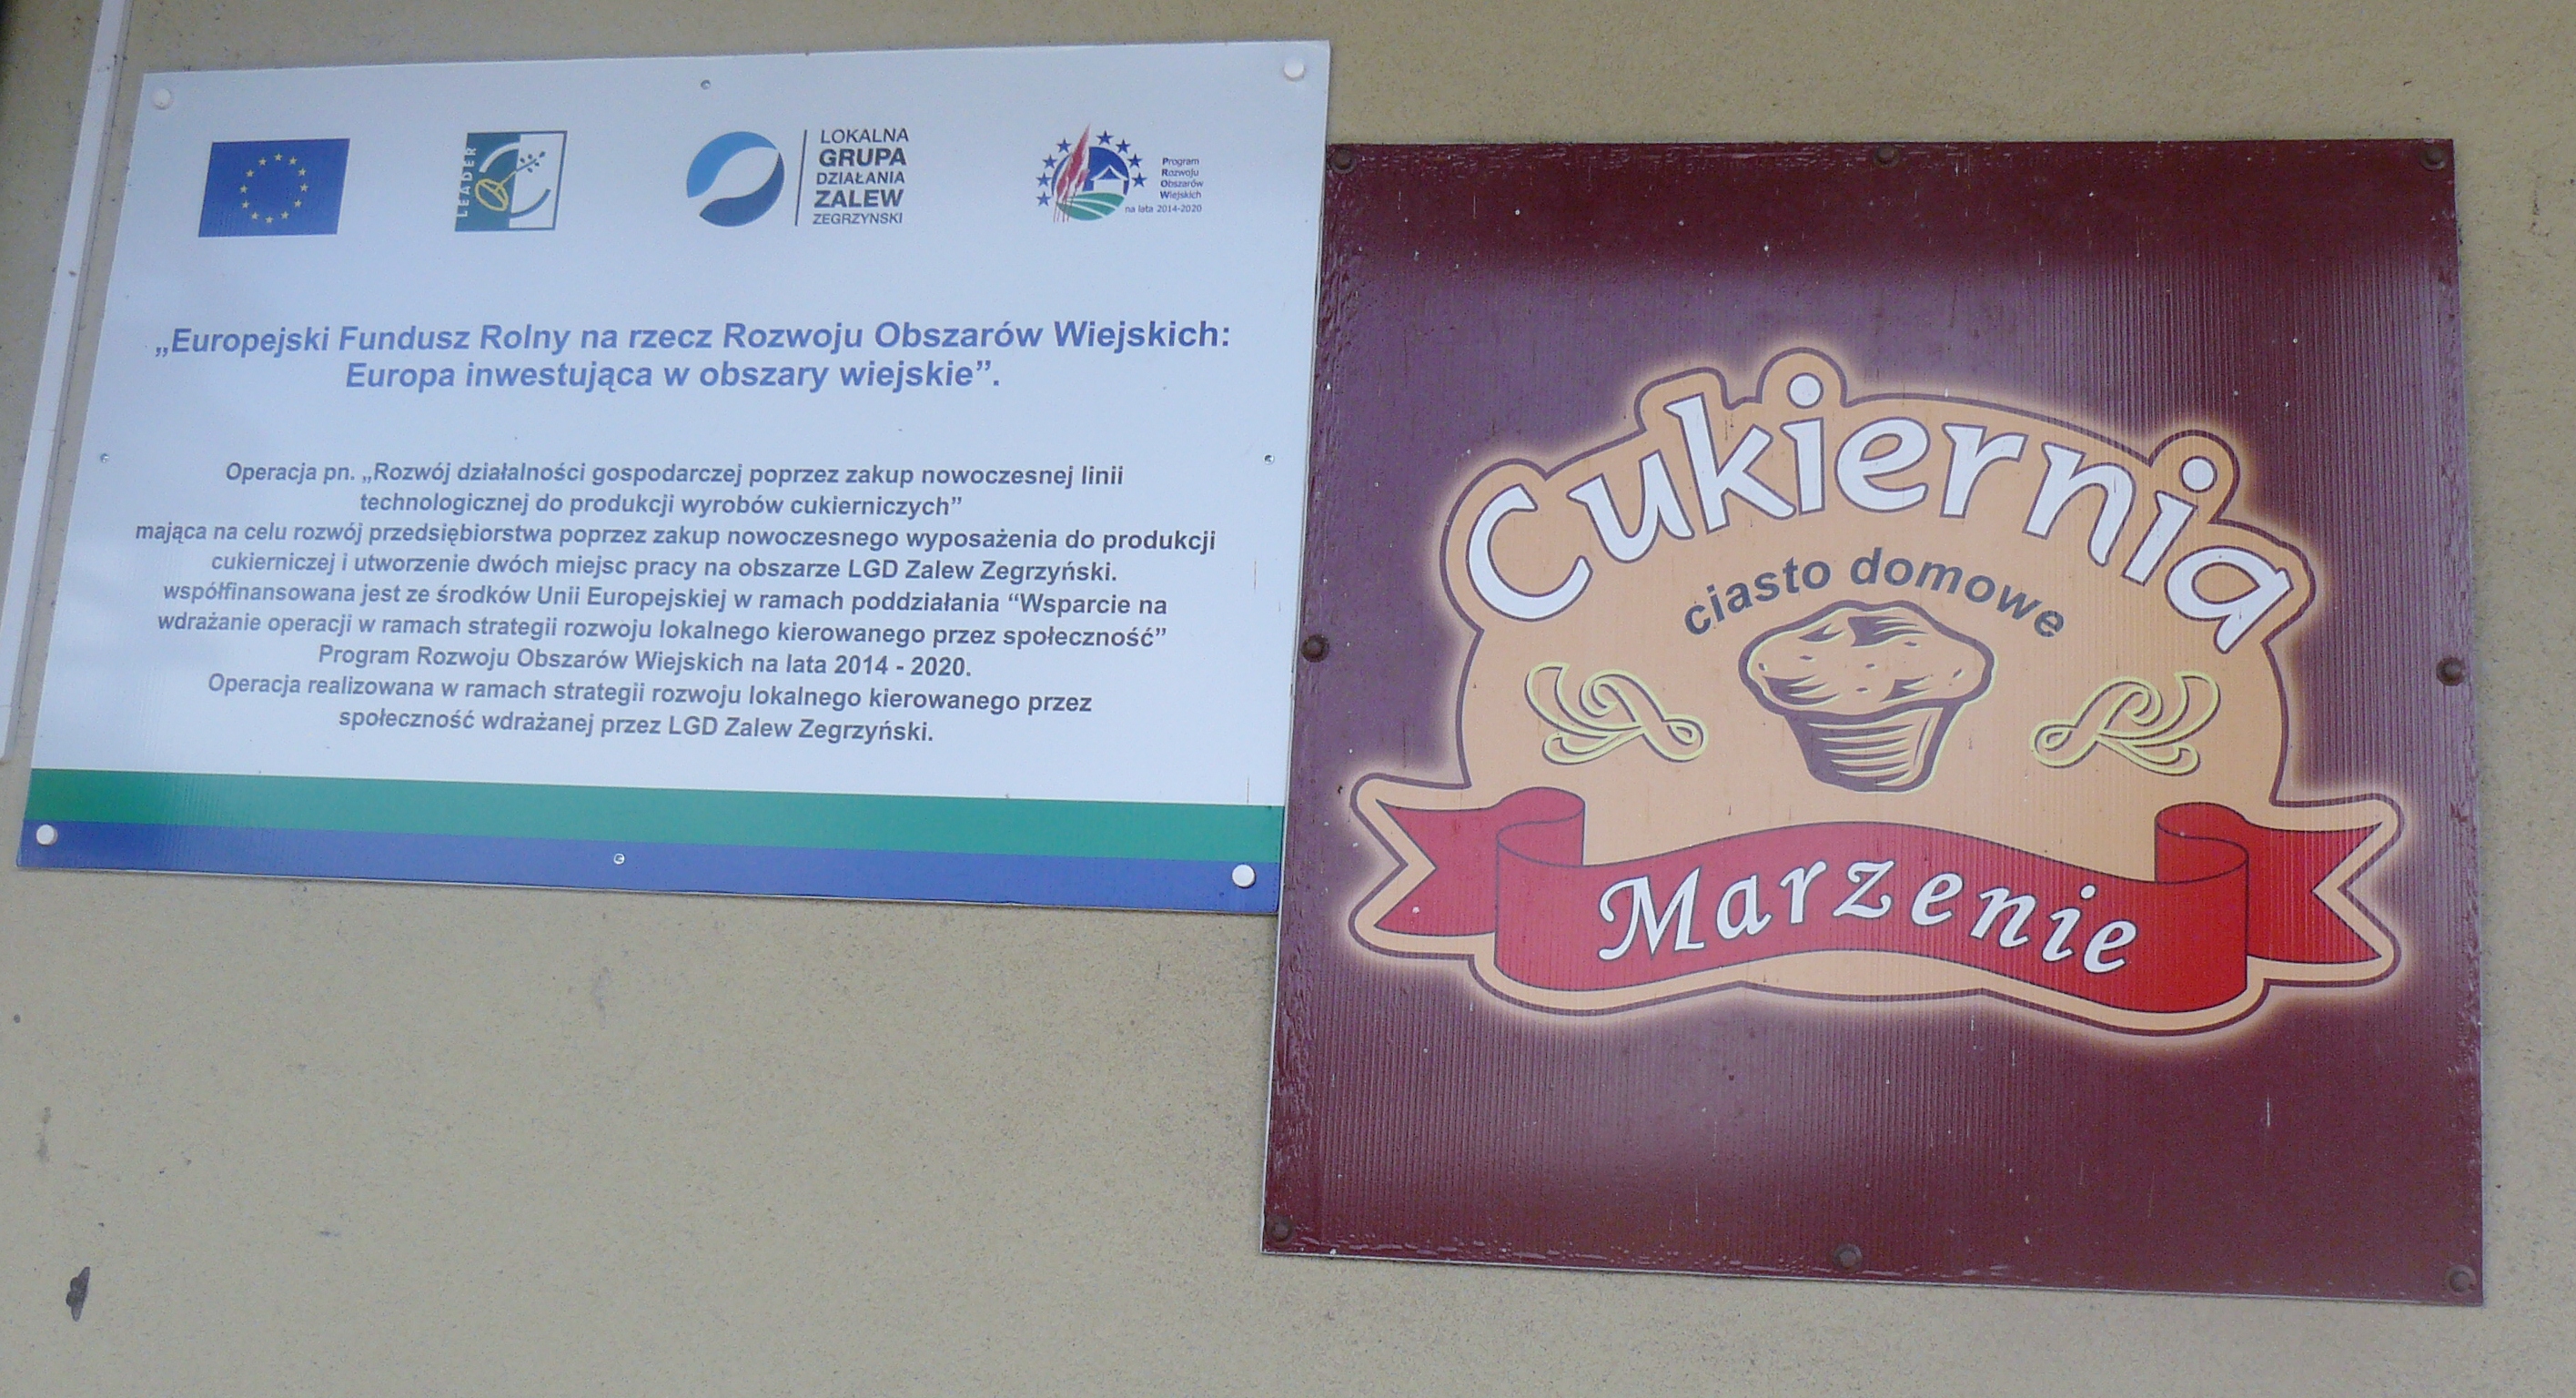 LEADER
LOKALNA
GRUPA
DZIAŁANIA
ZALEW
ZEGRZYŃSKI
Program
Rozwoju
Obszarów
Wiejskich
na lata 2014-2020
„Europejski Fundusz Rolny na rzecz Rozwoju Obszarów Wiejskich:
Europa inwestująca w obszary wiejskie”.
Operacja pn. „Rozwój działalności gospodarczej poprzez zakup nowoczesnej linii
technologicznej do produkcji wyrobów cukierniczych”
mająca na celu rozwój przedsiębiorstwa poprzez zakup nowoczesnego wyposażenia do produkcji
cukierniczej i utworzenie dwóch miejsc pracy na obszarze LGD Zalew Zegrzyński.
współfinansowana jest ze środków Unii Europejskiej w ramach poddziałania “Wsparcie na
wdrażanie operacji w ramach strategii rozwoju lokalnego kierowanego przez społeczność”
Program Rozwoju Obszarów Wiejskich na lata 2014 - 2020.
Operacja realizowana w ramach strategii rozwoju lokalnego kierowanego przez
społeczność wdrażanej przez LGD Zalew Zegrzyński.
Cukiernia
ciasto domowe
Marzenie